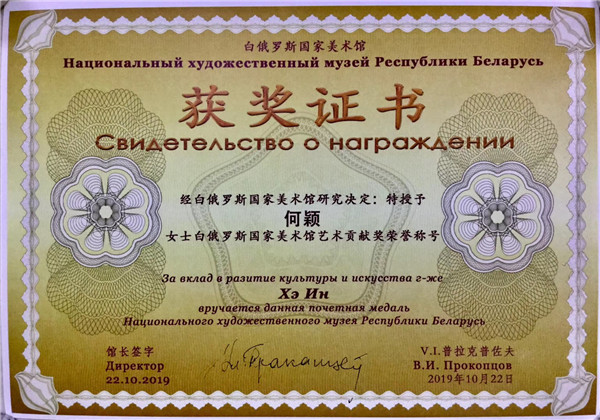 白俄罗斯国家美术馆
Национальный художественный музей Республики Беларусь
获奖证书
Свидетельство о награждении
经白俄罗斯国家美术馆研究决定：特授予
何颖
女士白俄罗斯国家美术馆艺术贡献奖荣誉称号
За вклад в разитие культуры и искусства г-же
Хэ Ин
вручается данная почетная медаль
Национального художественного музея Республики Беларусь
馆长签字
Директор
22.10.2019
V.I.普拉克普佐夫
В.И. Прокопцов
2019年10月22日